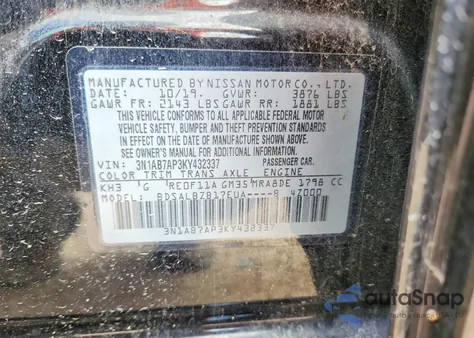 MANUFACTURED BY NISSAN MOTOR CO., LTD.
DATE: 10/19. GVWR: 3876 LBS
GAWR FR: 2143 LBS GAWR RR: 1881 LBS
THIS VEHICLE CONFORMS TO ALL APPLICABLE FEDERAL MOTOR
VEHICLE SAFETY, BUMPER AND THEFT PREVENTION STANDARDS
IN EFFECT ON THE DATE OF MANUFACTURE SHOWN ABOVE.
SEE OWNER'S MANUAL FOR ADDITIONAL INFORMATION.
VIN: 3N1AB7AP3KY432337 PASSENGER CAR.
COLOR TRIM TRANS AXLE ENGINE
KH3 G RE0F11A GM35 MRA8DE 1798 CC
MODEL: BDSALBZB17EUA----B 47000
3N1AB7AP3KY432337
autoSnap